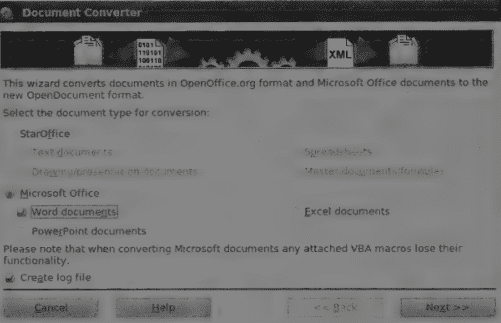 Document Converter
XML
This wizard converts documents in OpenOffice.org format and Microsoft Office documents to the
new OpenDocument format.
Select the document type for conversion:
StarOffice
Text documents Spreadsheets
Drawing/presentation documents Master documents/formulas
Microsoft Office
Word documents Excel documents
PowerPoint documents
Please note that when converting Microsoft documents any attached VBA macros lose their
functionality.
Create log file
Cancel Help << Back Next >>